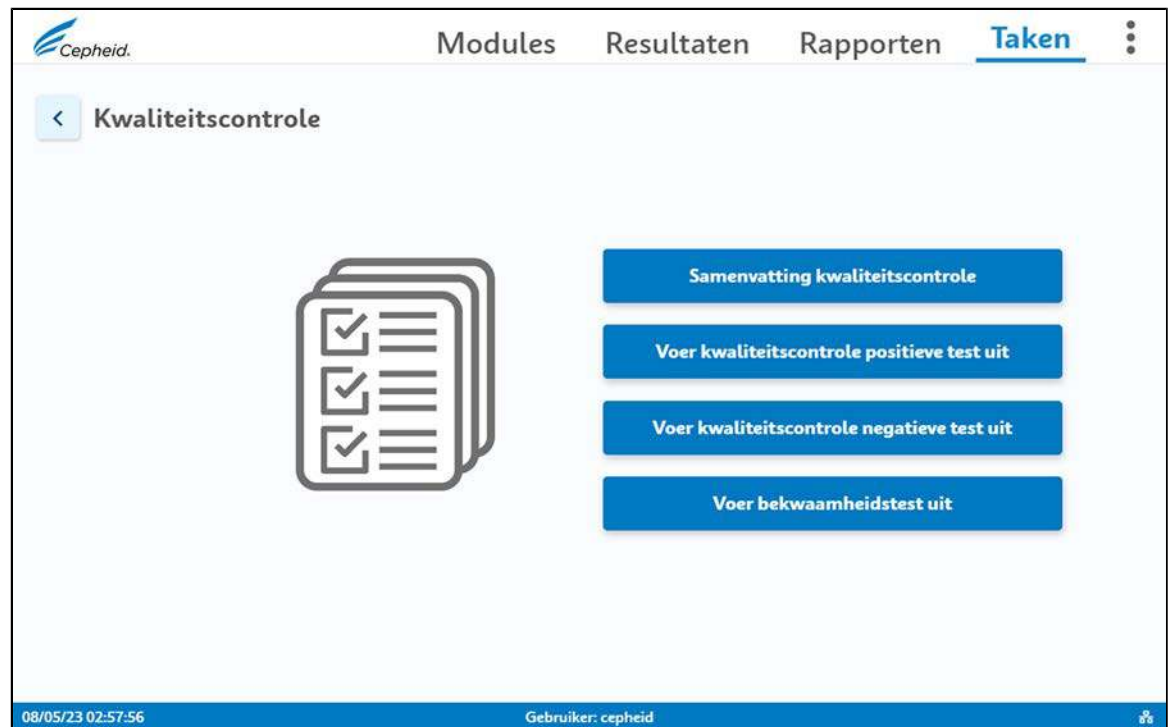 Cepheid.
Modules Resultaten Rapporten Taken
Kwaliteitscontrole
Samenvatting kwaliteitscontrole
Voer kwaliteitscontrole positieve test uit
Voer kwaliteitscontrole negatieve test uit
Voer bekwaamheidstest uit
08/05/23 02:57:56 Gebruiker: cepheid